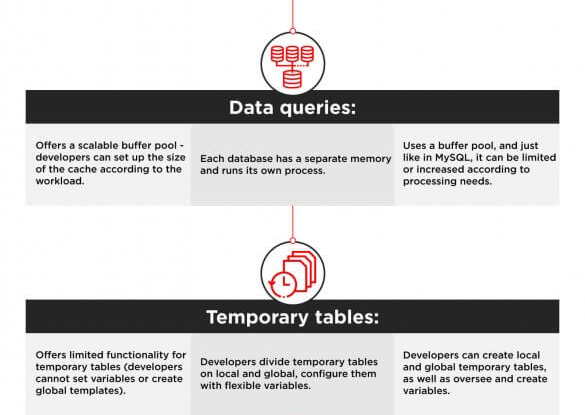 Data queries:
Offers a scalable buffer pool -
developers can set up the size
of the cache according to the
workload.
Each database has a separate memory
and runs its own process.
Uses a buffer pool, and just
like in MySQL, it can be limited
or increased according to
processing needs.
Temporary tables:
Offers limited functionality for
temporary tables (developers
cannot set variables or create
global templates).
Developers divide temporary tables
on local and global, configure them
with flexible variables.
Developers can create local
and global temporary tables,
as well as oversee and create
variables.